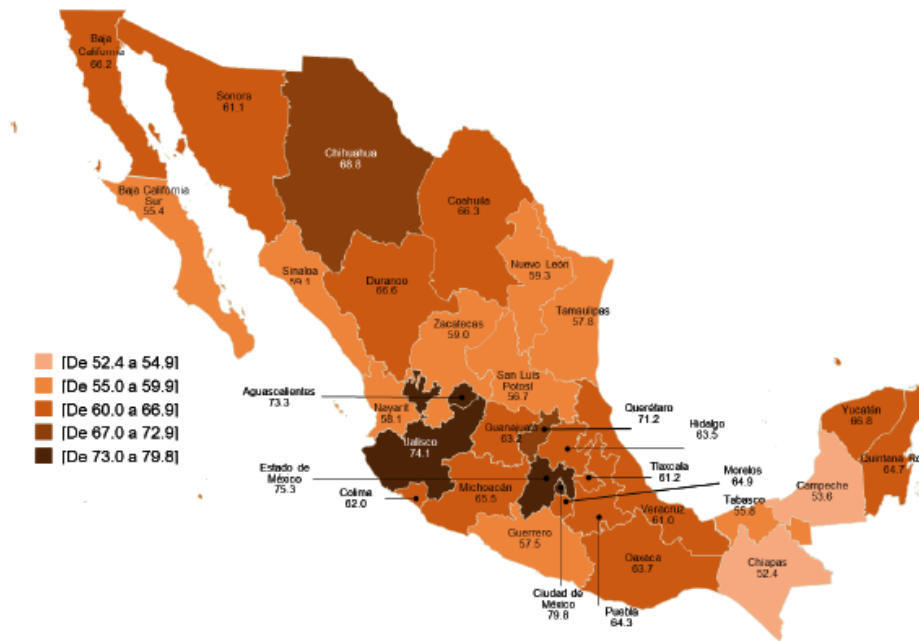 Baja
California
66.2
Sonora
61.1
Chihuahua
68.8
Coahuila
66.3
Baja California
Sur
55.4
Nuevo León
59.3
Sinaloa
59.1
Durango
66.6
Tamaulipas
57.8
Zacatecas
59.0
[De 52.4 a 54.9]
[De 55.0 a 59.9]
[De 60.0 a 66.9]
[De 67.0 a 72.9]
[De 73.0 a 79.8]
San Luis
Potosí
56.7
Aguascalientes
73.3
Nayarit
58.1
Guanajuato
63.2
Querétaro
71.2
Hidalgo
63.5
Yucatán
66.8
Jalisco
74.1
Quintana Ro
64.7
Estado de
México
75.3
Tlaxcala
61.2
Morelos
64.9
Campeche
53.6
Colima
62.0
Michoacán
65.5
Veracruz
61.0
Tabasco
55.8
Guerrero
57.5
Oaxaca
63.7
Chiapas
52.4
Ciudad de
México
79.8
Puebla
64.3